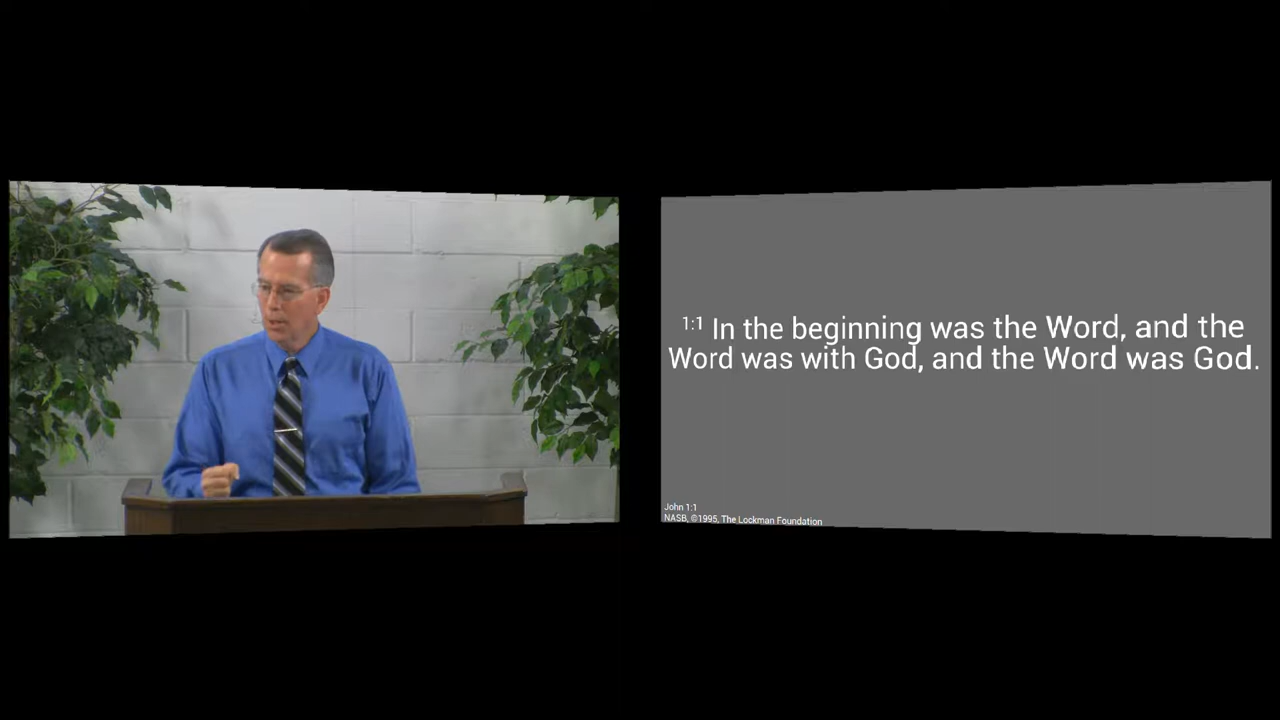 1:1 In the beginning was the Word, and the
Word was with God, and the Word was God.
John 1:1
NASB, ©1995, The Lockman Foundation